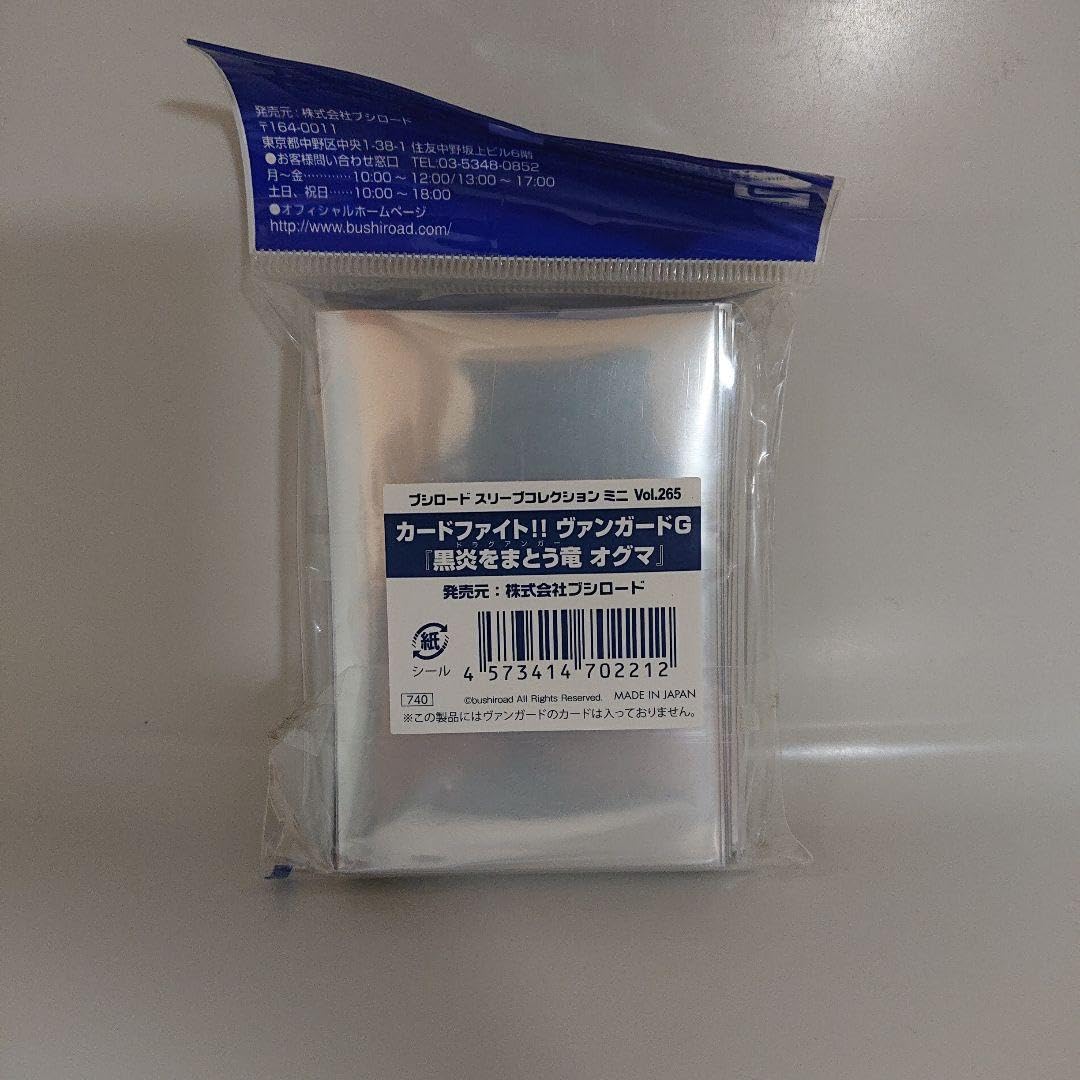 発売元：株式会社ブシロード
〒164-0011
東京都中野区中央1-38-1 住友中野坂上ビル6階
●お客様問い合わせ窓口 TEL:03-5348-0852
月～金…………10:00～12:00/13:00～17:00
土日、祝日……10:00～18:00
●オフィシャルホームページ
http://www.bushiroad.com/
ブシロード スリーブコレクション ミニ Vol.265
カードファイト!! ヴァンガードG
ドラグアンガー
『黒炎をまとう竜 オグマ』
発売元：株式会社ブシロード
紙
シール
4 573414 702212
740
©bushiroad All Rights Reserved. MADE IN JAPAN
※この製品にはヴァンガードのカードは入っておりません。